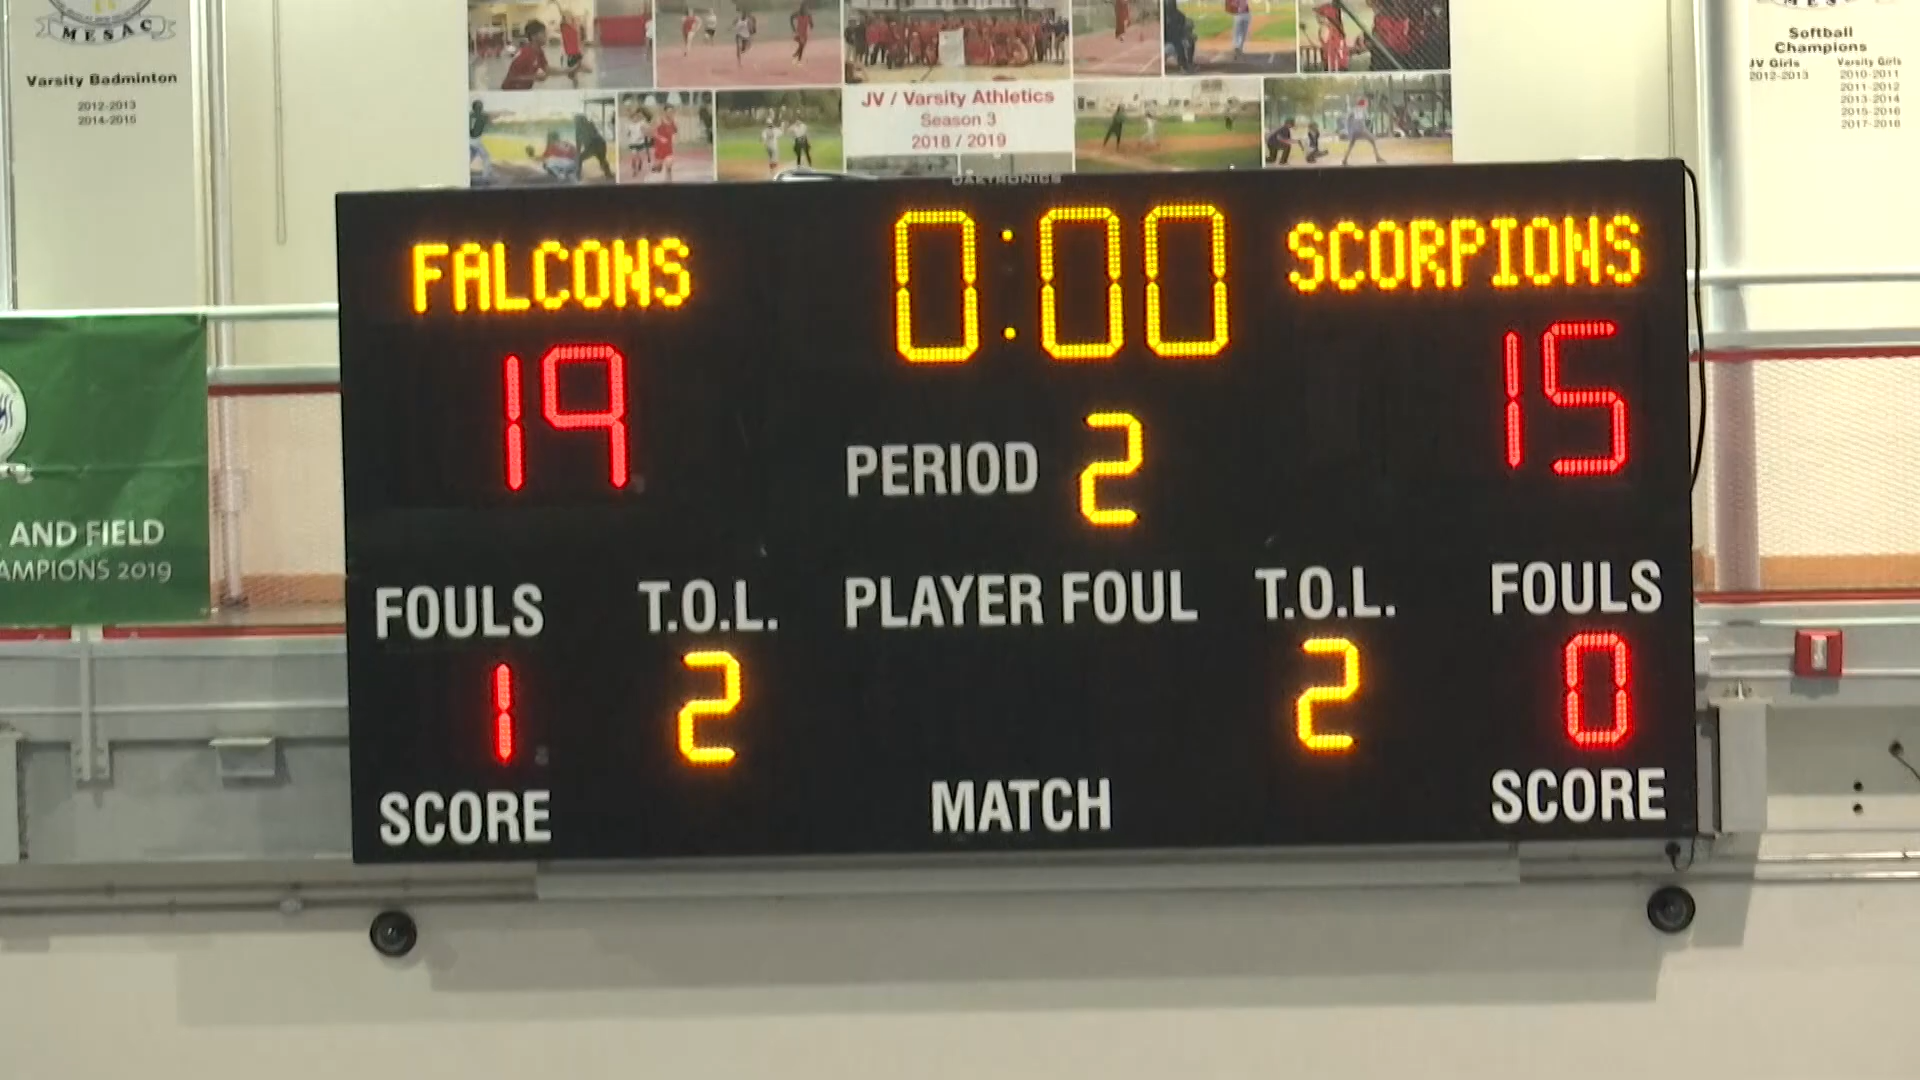 MESAC
Varsity Badminton
2012-2013
2014-2015
JV / Varsity Athletics
Season 3
2018 / 2019
Softball
Champions
JV Girls
2012-2013
Varsity Girls
2010-2011
2011-2012
2013-2014
2015-2016
2017-2018
DAKTRONICS
FALCONS 0:00 SCORPIONS
19 15
PERIOD 2
FOULS T.O.L. PLAYER FOUL T.O.L. FOULS
1 2 2 0
SCORE MATCH SCORE
AND FIELD
AMPIONS 2019